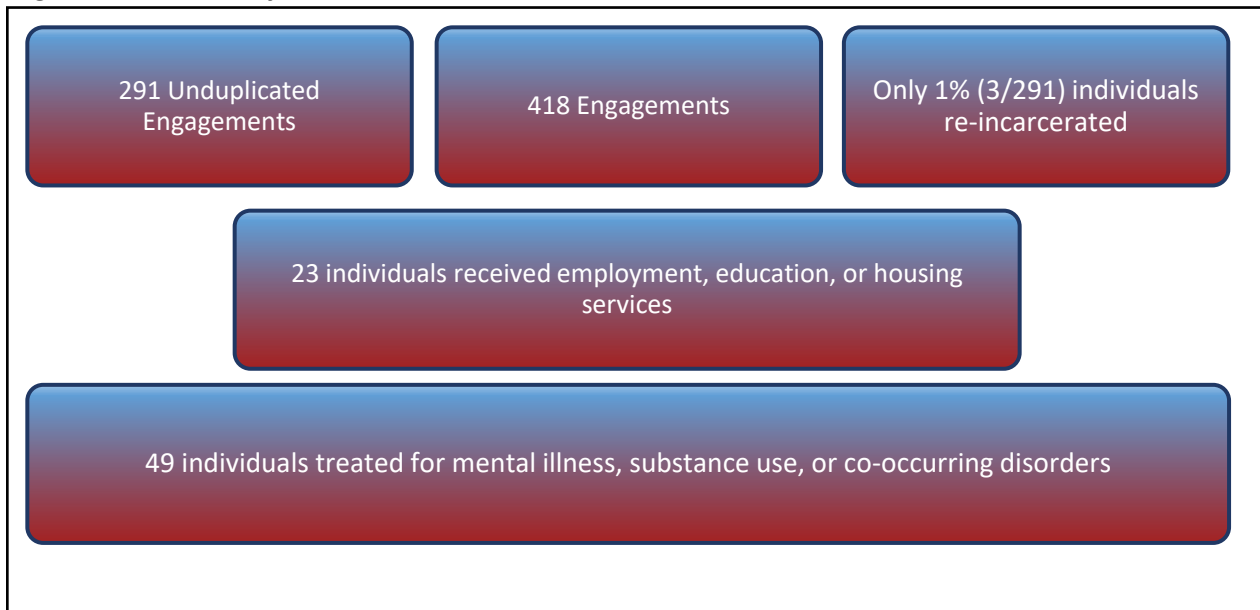 291 Unduplicated
Engagements
418 Engagements
Only 1% (3/291) individuals
re-incarcerated
23 individuals received employment, education, or housing
services
49 individuals treated for mental illness, substance use, or co-occurring disorders